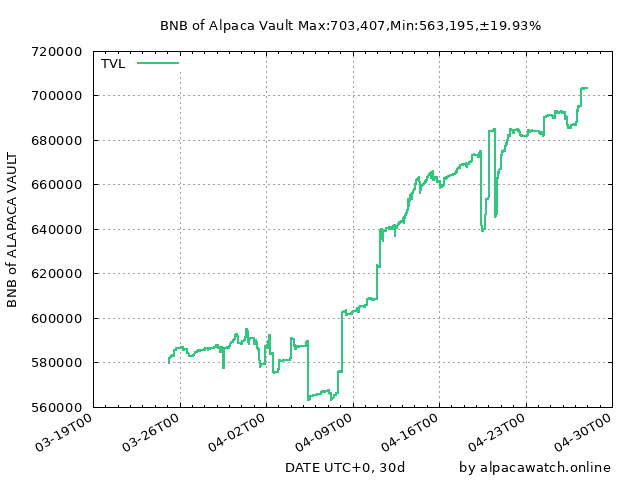 BNB of Alpaca Vault Max:703,407,Min:563,195,±19.93%
TVL
BNB of ALAPACA VAULT
720000
700000
680000
660000
640000
620000
600000
580000
560000
03-19T00
03-26T00
04-02T00
04-09T00
04-16T00
04-23T00
04-30T00
DATE UTC+0, 30d
by alpacawatch.online